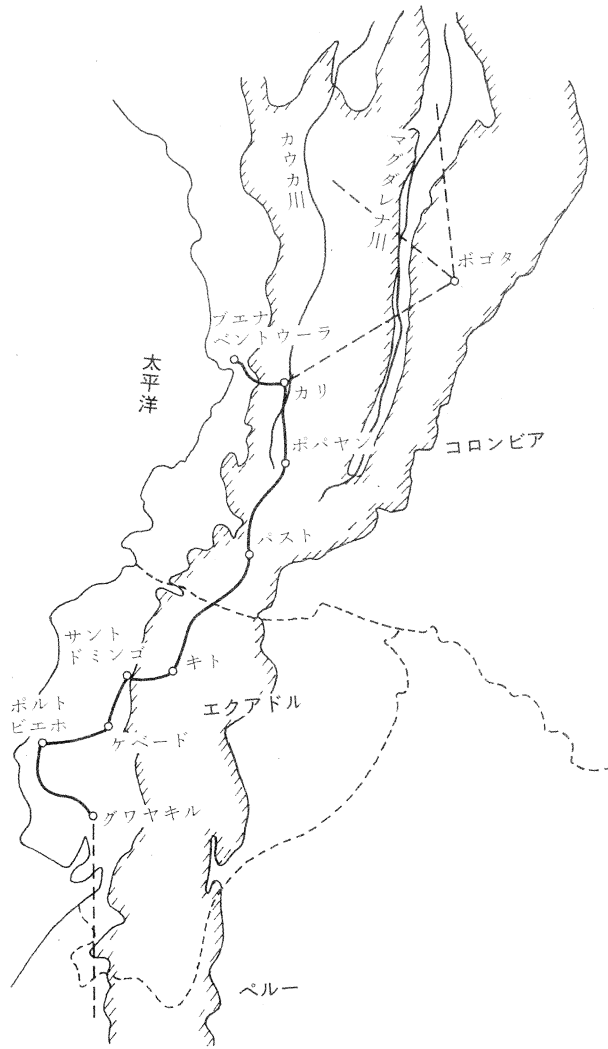 カウカ川
マグダレナ川
ボゴタ
ブエナ
ベントウーラ
太平洋
カリ
ポパヤン
コロンビア
パスト
サント
ドミンゴ
キト
ポルト
ビエホ
エクアドル
ケベード
グワヤキル
ペルー